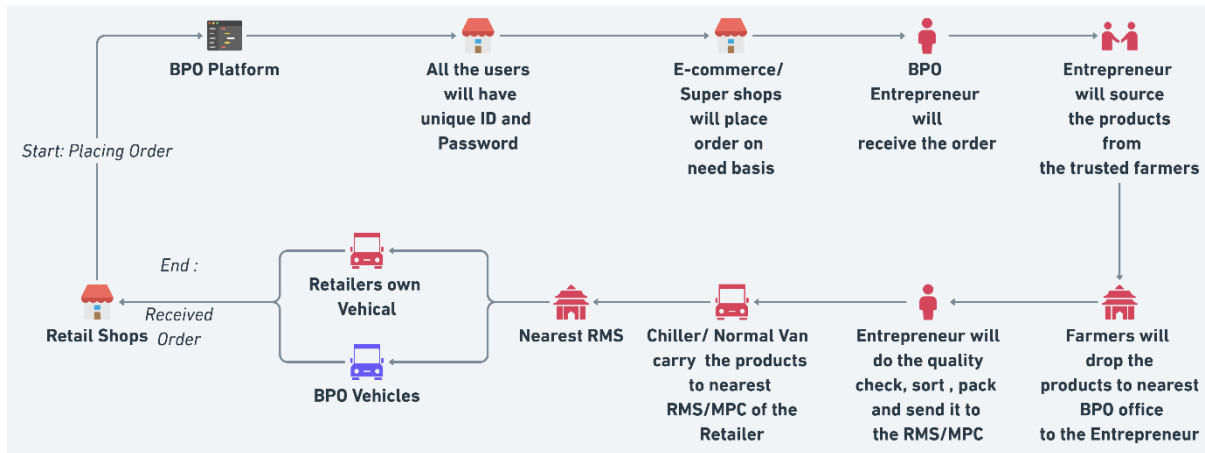 BPO Platform
All the users
will have
unique ID and
Password
E-commerce/
Super shops
will place
order on
need basis
BPO
Entrepreneur
will
receive the order
Entrepreneur
will source
the products
from
the trusted farmers
Start: Placing Order
Farmers will
drop the
products to nearest
BPO office
to the Entrepreneur
Entrepreneur will
do the quality
check, sort , pack
and send it to
the RMS/MPC
Chiller/ Normal Van
carry the products
to nearest
RMS/MPC of the
Retailer
Nearest RMS
Retailers own
Vehical
BPO Vehicles
End :
Received
Order
Retail Shops